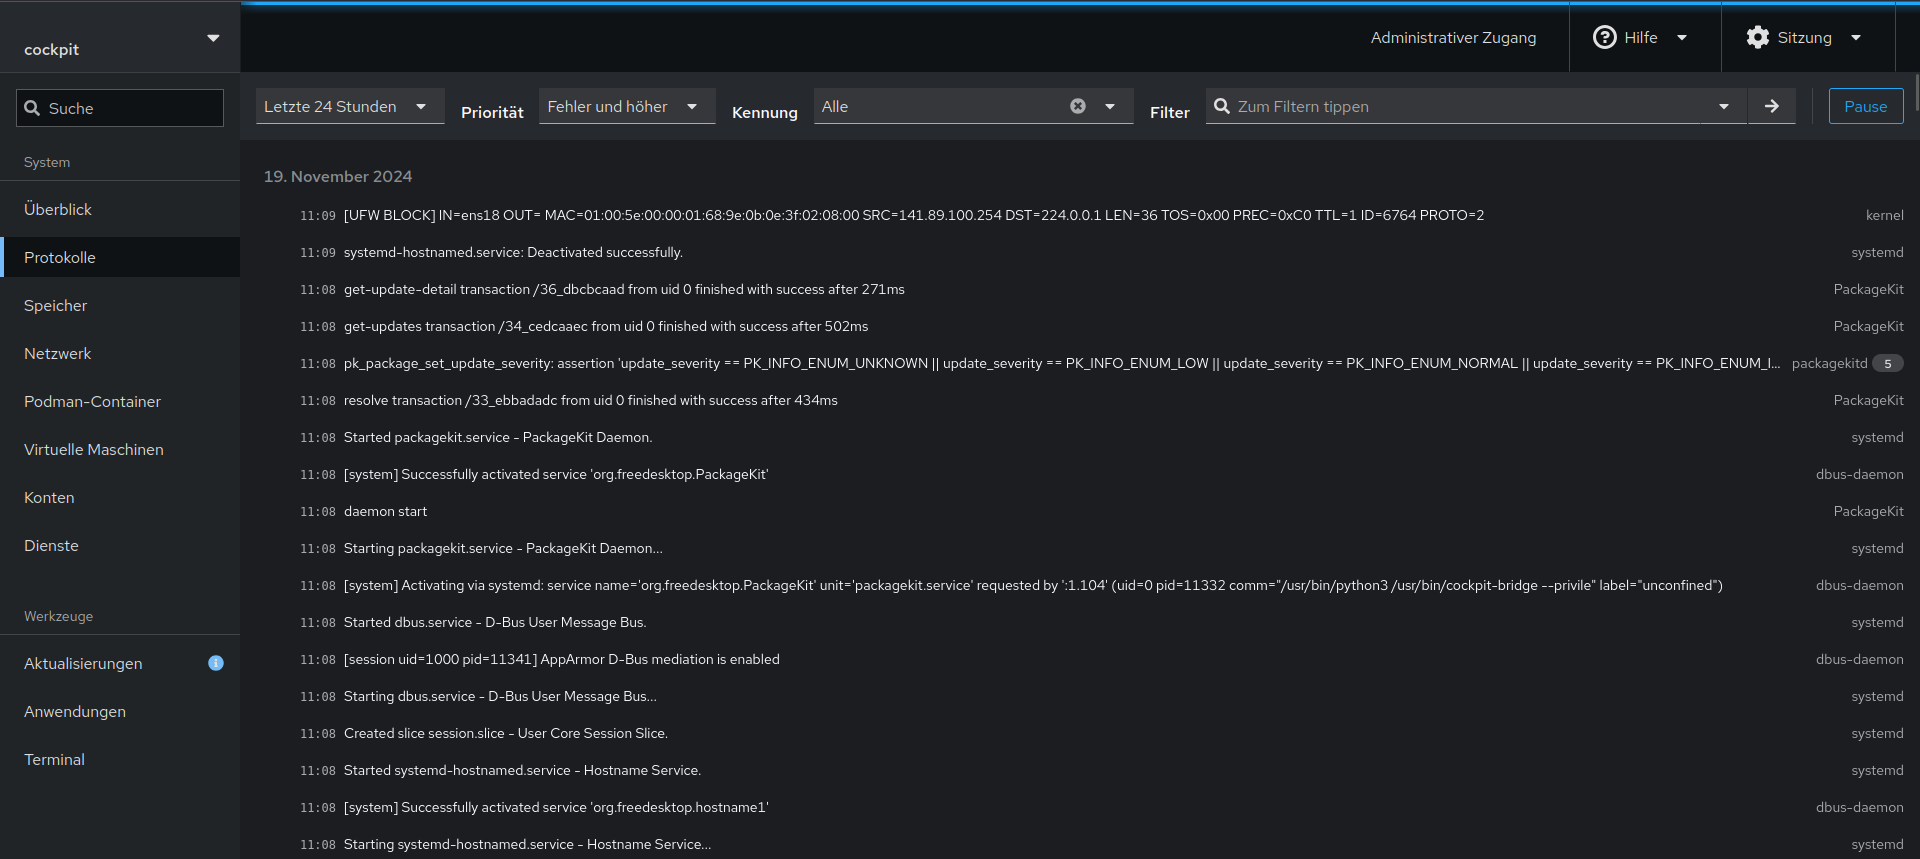 cockpit
Administrativer Zugang
Hilfe
Sitzung
Suche
Letzte 24 Stunden
Priorität
Fehler und höher
Kennung
Alle
Filter
Zum Filtern tippen
Pause
System
Überblick
Protokolle
Speicher
Netzwerk
Podman-Container
Virtuelle Maschinen
Konten
Dienste
Werkzeuge
Aktualisierungen
Anwendungen
Terminal
19. November 2024
11:09 [UFW BLOCK] IN=ens18 OUT= MAC=01:00:5e:00:00:01:68:9e:0b:0e:3f:02:08:00 SRC=141.89.100.254 DST=224.0.0.1 LEN=36 TOS=0x00 PREC=0xC0 TTL=1 ID=6764 PROTO=2 kernel
11:09 systemd-hostnamed.service: Deactivated successfully. systemd
11:08 get-update-detail transaction /36_dbcbcaad from uid 0 finished with success after 271ms PackageKit
11:08 get-updates transaction /34_cedcaaec from uid 0 finished with success after 502ms PackageKit
11:08 pk_package_set_update_severity: assertion 'update_severity == PK_INFO_ENUM_UNKNOWN || update_severity == PK_INFO_ENUM_LOW || update_severity == PK_INFO_ENUM_NORMAL || update_severity == PK_INFO_ENUM_I... packagekitd 5
11:08 resolve transaction /33_ebbadadc from uid 0 finished with success after 434ms PackageKit
11:08 Started packagekit.service - PackageKit Daemon. systemd
11:08 [system] Successfully activated service 'org.freedesktop.PackageKit' dbus-daemon
11:08 daemon start PackageKit
11:08 Starting packagekit.service - PackageKit Daemon... systemd
11:08 [system] Activating via systemd: service name='org.freedesktop.PackageKit' unit='packagekit.service' requested by ':1.104' (uid=0 pid=11332 comm="/usr/bin/python3 /usr/bin/cockpit-bridge --privile" label="unconfined") dbus-daemon
11:08 Started dbus.service - D-Bus User Message Bus. systemd
11:08 [session uid=1000 pid=11341] AppArmor D-Bus mediation is enabled dbus-daemon
11:08 Starting dbus.service - D-Bus User Message Bus... systemd
11:08 Created slice session.slice - User Core Session Slice. systemd
11:08 Started systemd-hostnamed.service - Hostname Service. systemd
11:08 [system] Successfully activated service 'org.freedesktop.hostname1' dbus-daemon
11:08 Starting systemd-hostnamed.service - Hostname Service... systemd